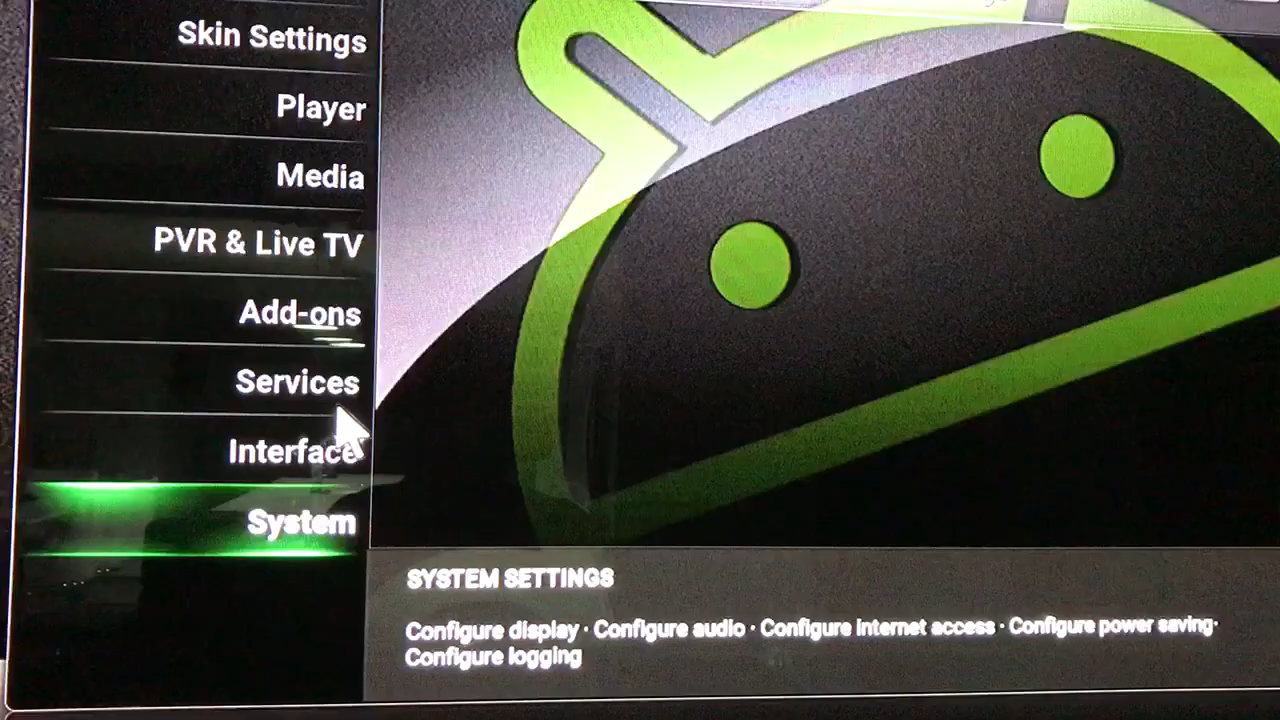 Skin Settings
Player
Media
PVR & Live TV
Add-ons
Services
Interface
System
SYSTEM SETTINGS
Configure display · Configure audio · Configure internet access · Configure power saving·
Configure logging